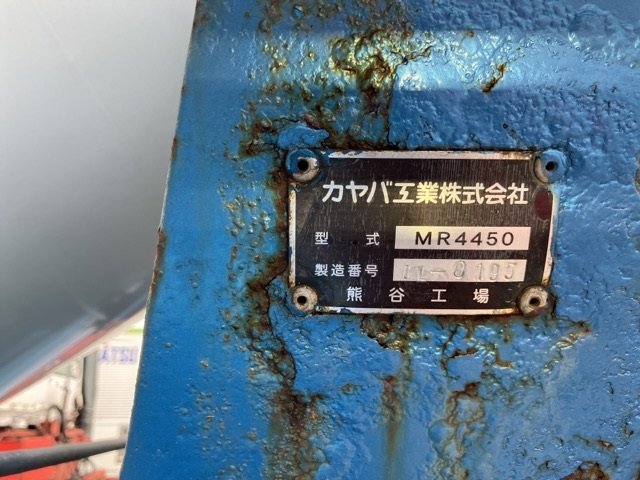 カヤバ工業株式会社
型式 MR4450
製造番号
熊谷工場